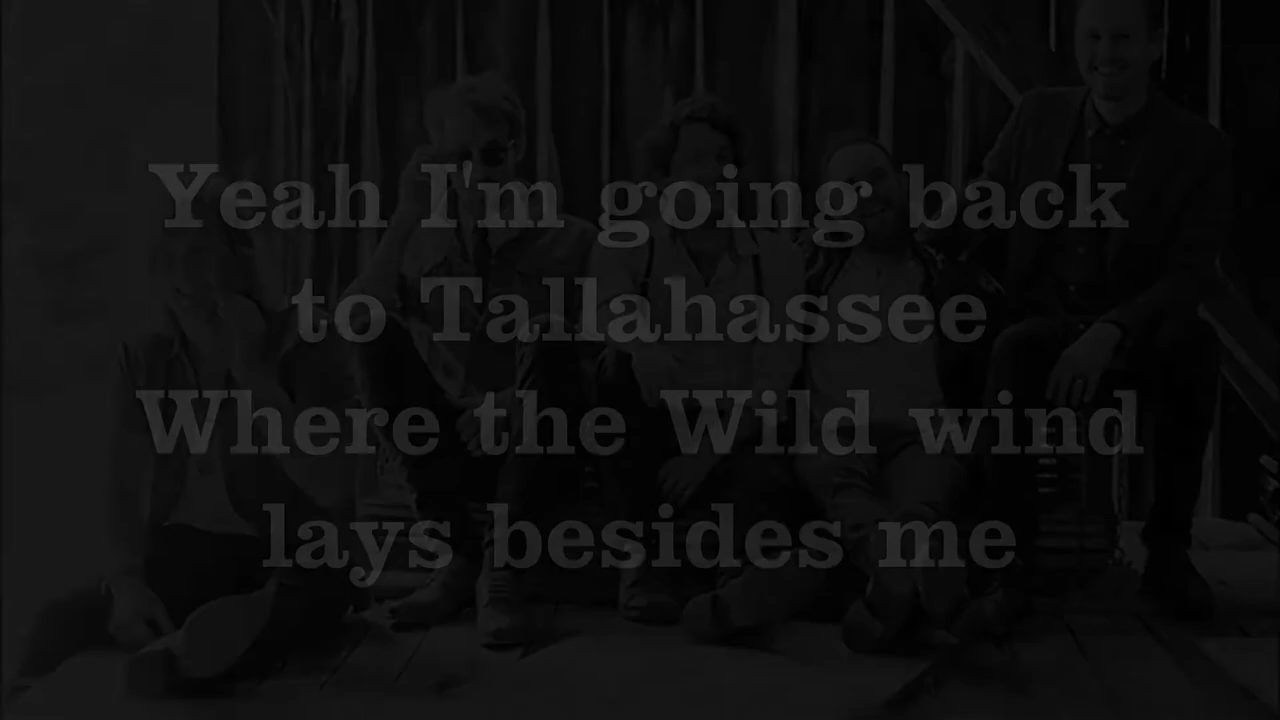 Yeah I'm going back
to Tallahassee
Where the Wild wind
lays besides me